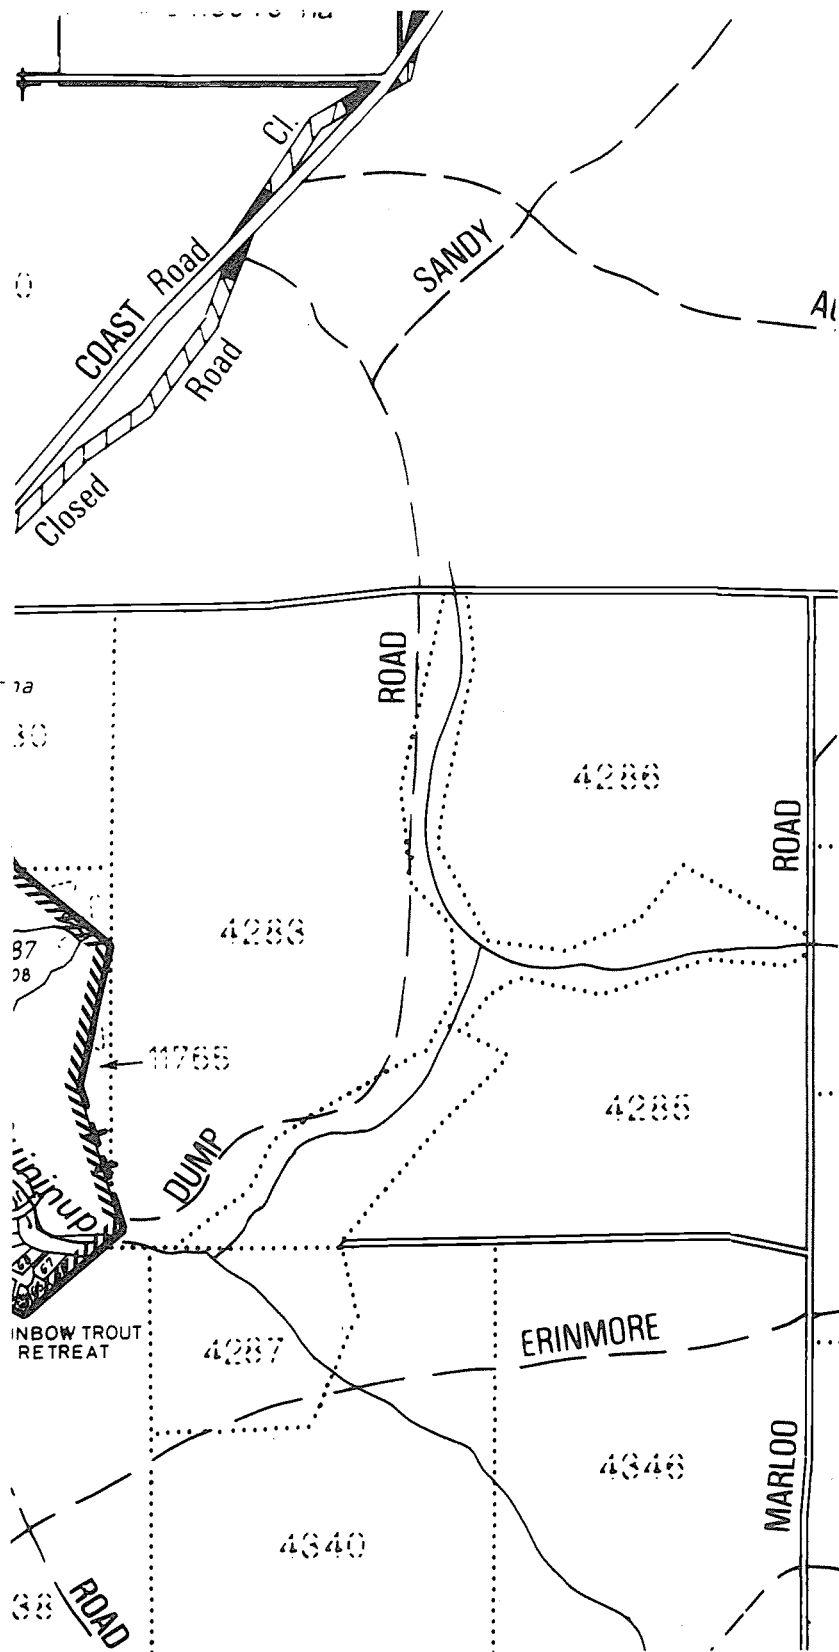 ha
Cl.
SANDY
COAST Road
Road
Closed
ROAD
4286
ROAD
4283
11765
4285
DUMP
TROUT
RETREAT
4287
ERINMORE
MARLOO
4346
4340
ROAD